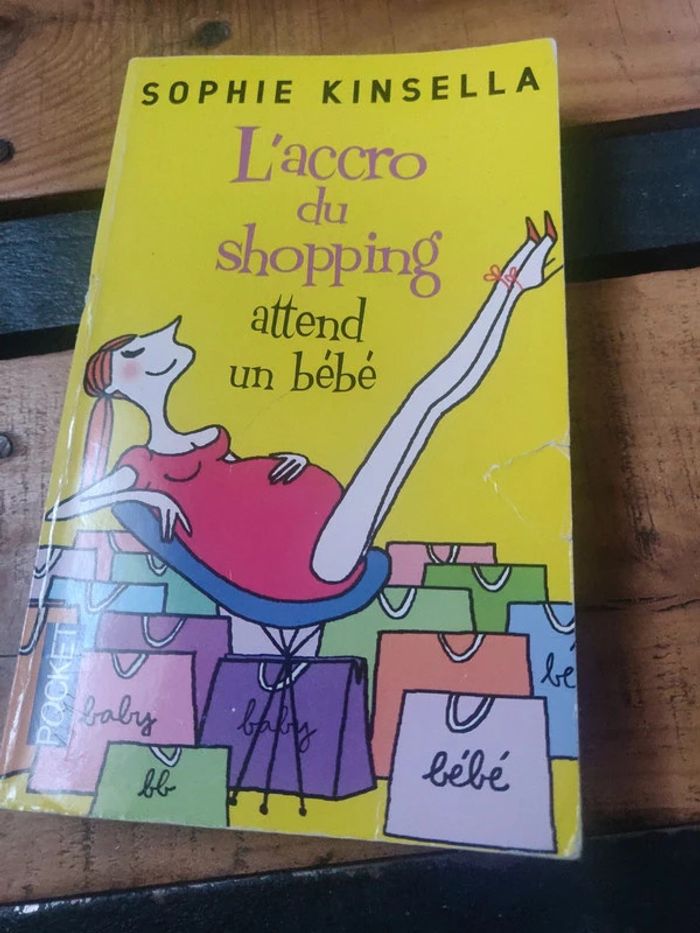 SOPHIE KINSELLA
L'accro
du
shopping
attend
un bébé
POCKET
baby
baby
bé
bb
bébé